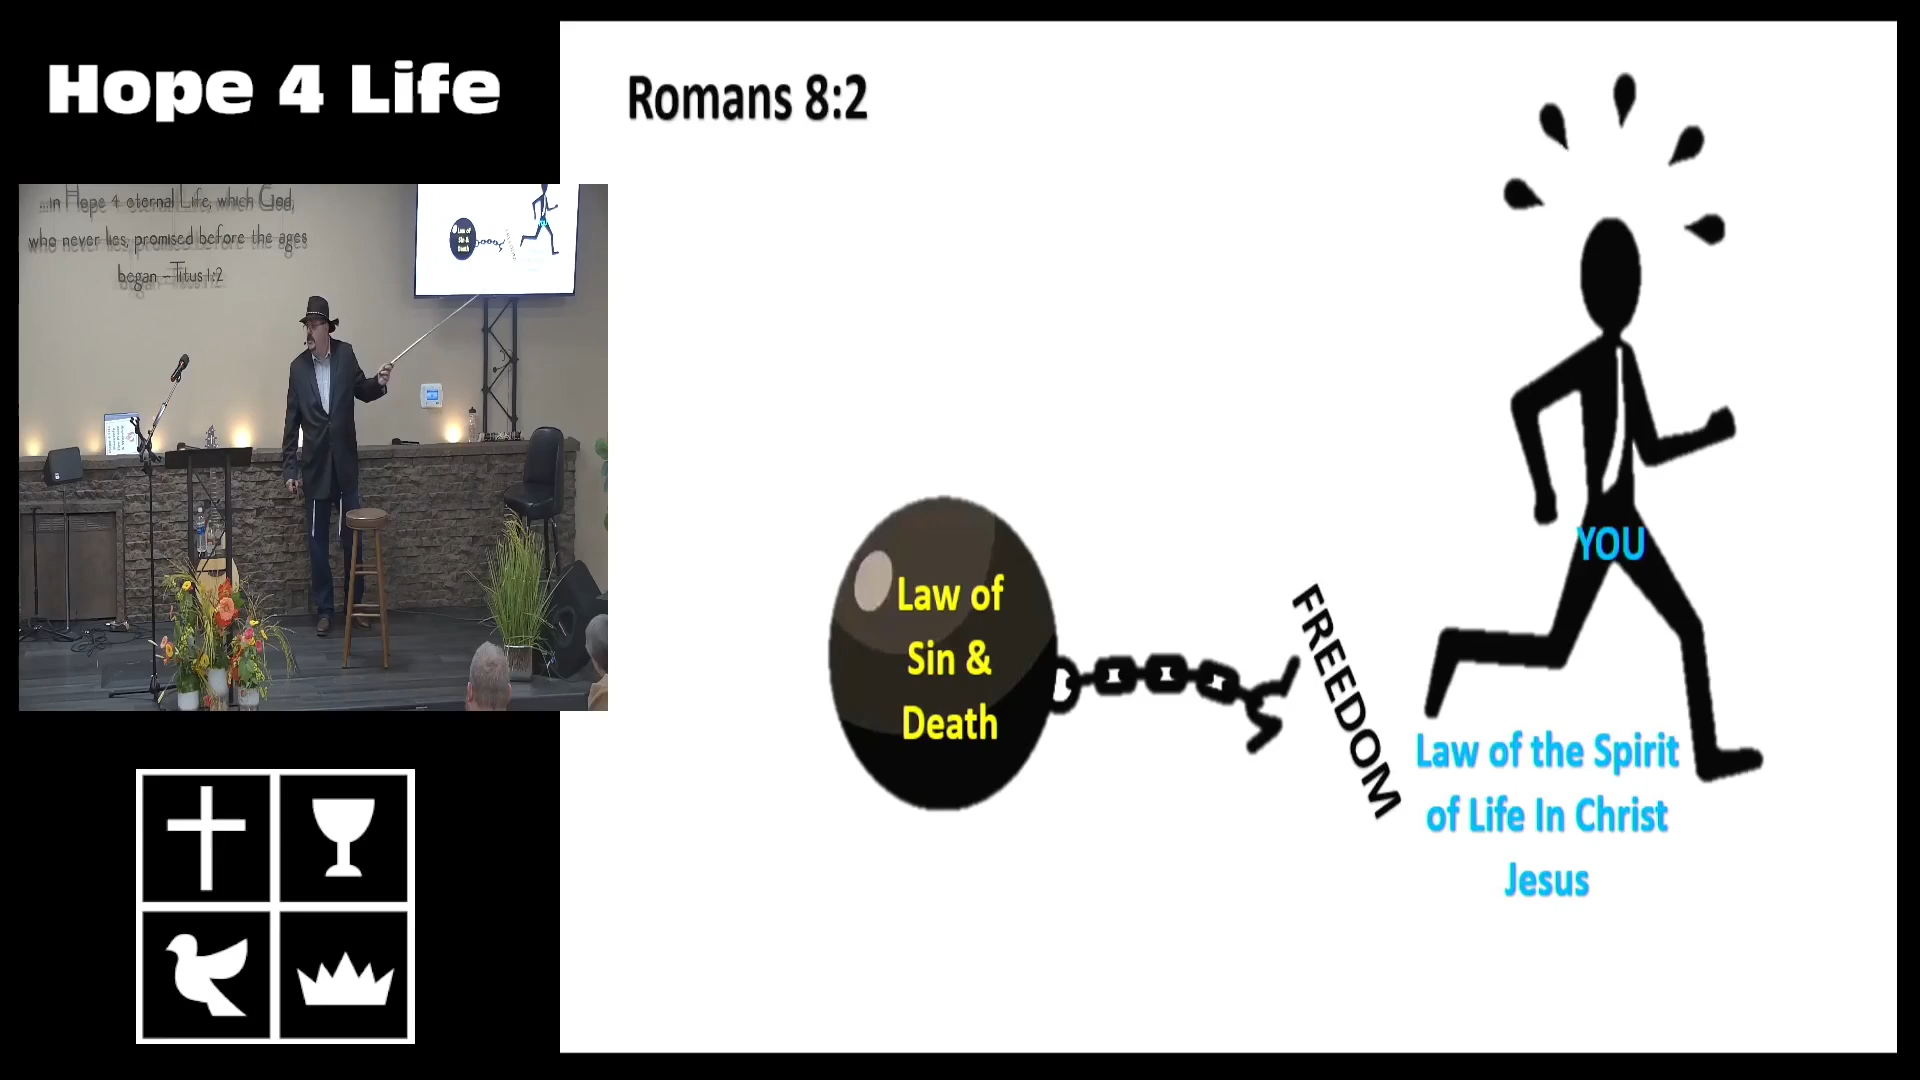 Hope 4 Life
Romans 8:2
...in Hope 4 eternal Life, which God,
who never lies, promised before the ages
began - Titus 1:2
Law of
Sin &
Death
FREEDOM
YOU
Law of the Spirit
of Life In Christ
Jesus